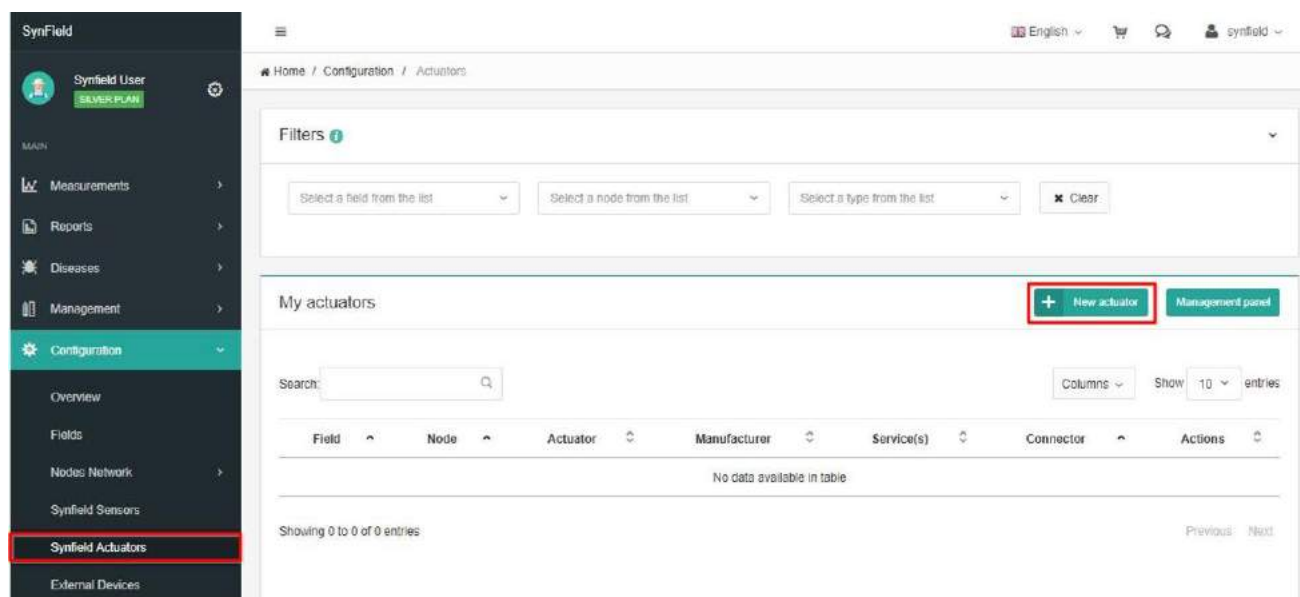 SynField
English
synfield
Synfield User
SILVER PLAN
Home / Configuration / Actuators
MAIN
Measurements
Reports
Diseases
Management
Configuration
Overview
Fields
Nodes Network
Synfield Sensors
Synfield Actuators
External Devices
Filters
Select a field from the list
Select a node from the list
Select a type from the list
Clear
My actuators
New actuator
Management panel
Search:
Columns
Show 10 entries
Field Node Actuator Manufacturer Service(s) Connector Actions
No data available in table
Showing 0 to 0 of 0 entries
Previous Next